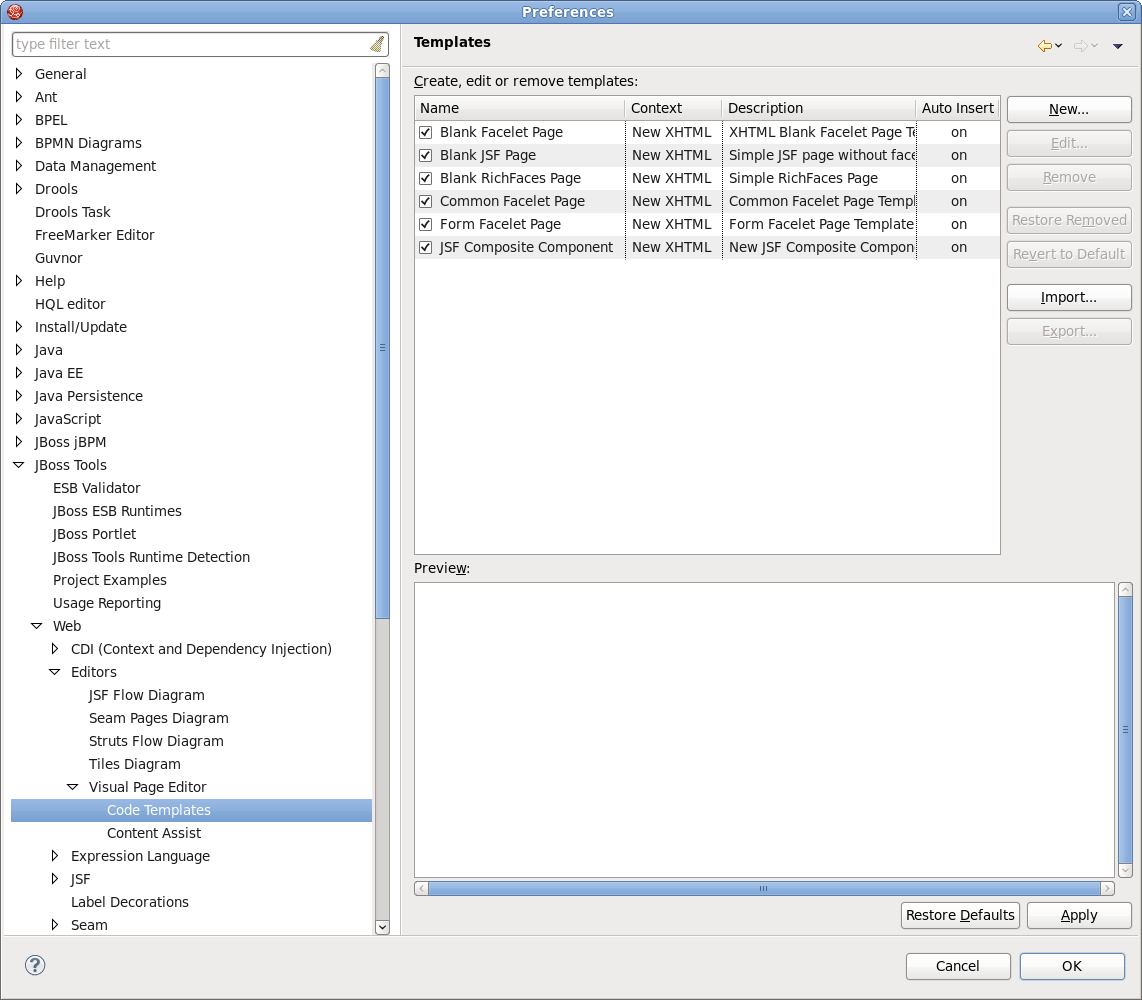 Preferences
type filter text
General
Ant
BPEL
BPMN Diagrams
Data Management
Drools
Drools Task
FreeMarker Editor
Guvnor
Help
HQL editor
Install/Update
Java
Java EE
Java Persistence
JavaScript
JBoss jBPM
JBoss Tools
ESB Validator
JBoss ESB Runtimes
JBoss Portlet
JBoss Tools Runtime Detection
Project Examples
Usage Reporting
Web
CDI (Context and Dependency Injection)
Editors
JSF Flow Diagram
Seam Pages Diagram
Struts Flow Diagram
Tiles Diagram
Visual Page Editor
Code Templates
Content Assist
Expression Language
JSF
Label Decorations
Seam
Templates
Create, edit or remove templates:
Name Context Description Auto Insert
Blank Facelet Page New XHTML XHTML Blank Facelet Page Te on
Blank JSF Page New XHTML Simple JSF page without face on
Blank RichFaces Page New XHTML Simple RichFaces Page on
Common Facelet Page New XHTML Common Facelet Page Templ on
Form Facelet Page New XHTML Form Facelet Page Template on
JSF Composite Component New XHTML New JSF Composite Compon on
New...
Edit...
Remove
Restore Removed
Revert to Default
Import...
Export...
Preview:
Restore Defaults Apply
? Cancel OK